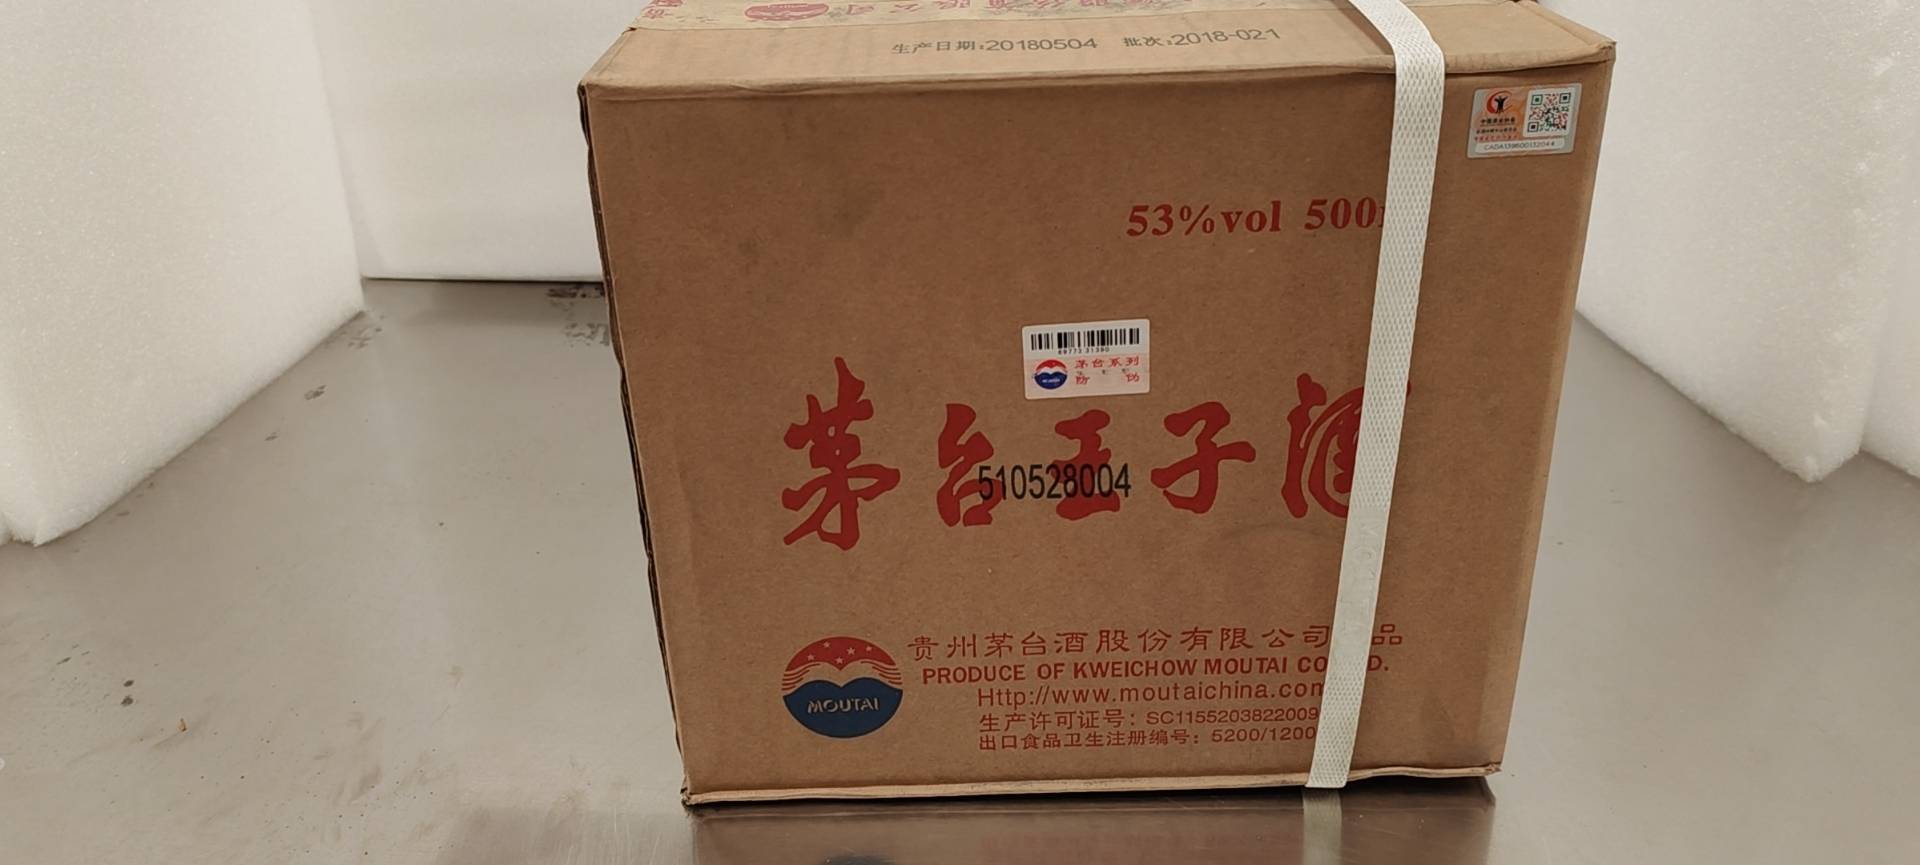 生产日期:20180504 批次:2018-021
53%vol 500
茅台系列
防 伪
茅台王子酒
510528004
MOUTAI
贵州茅台酒股份有限公司 品
PRODUCE OF KWEICHOW MOUTAI CO D.
Http://www.moutaichina.com
生产许可证号：SC1155203822009
出口食品卫生注册编号：5200/1200